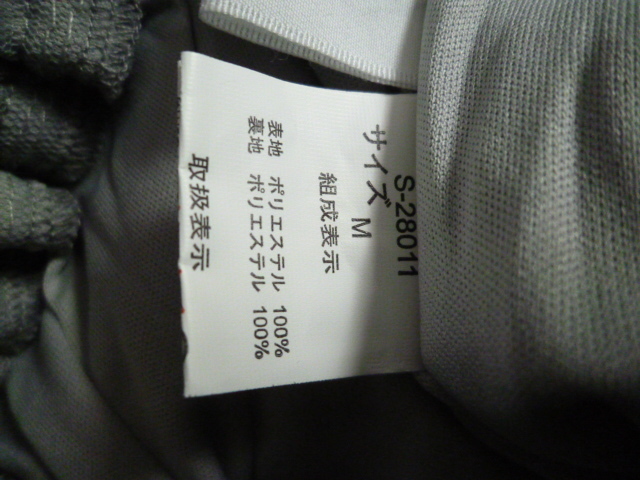 S-28011
サイズ M
組成表示
表地 ポリエステル 100%
裏地 ポリエステル 100%
取扱表示